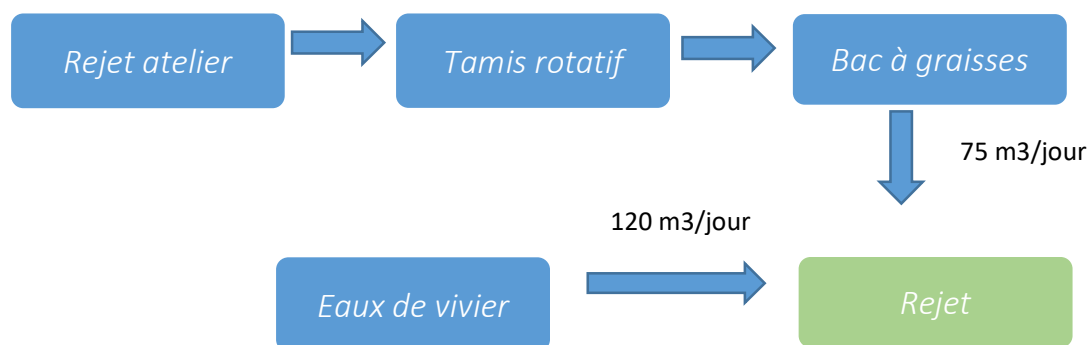 Rejet atelier
Tamis rotatif
Bac à graisses
75 m3/jour
120 m3/jour
Eaux de vivier
Rejet